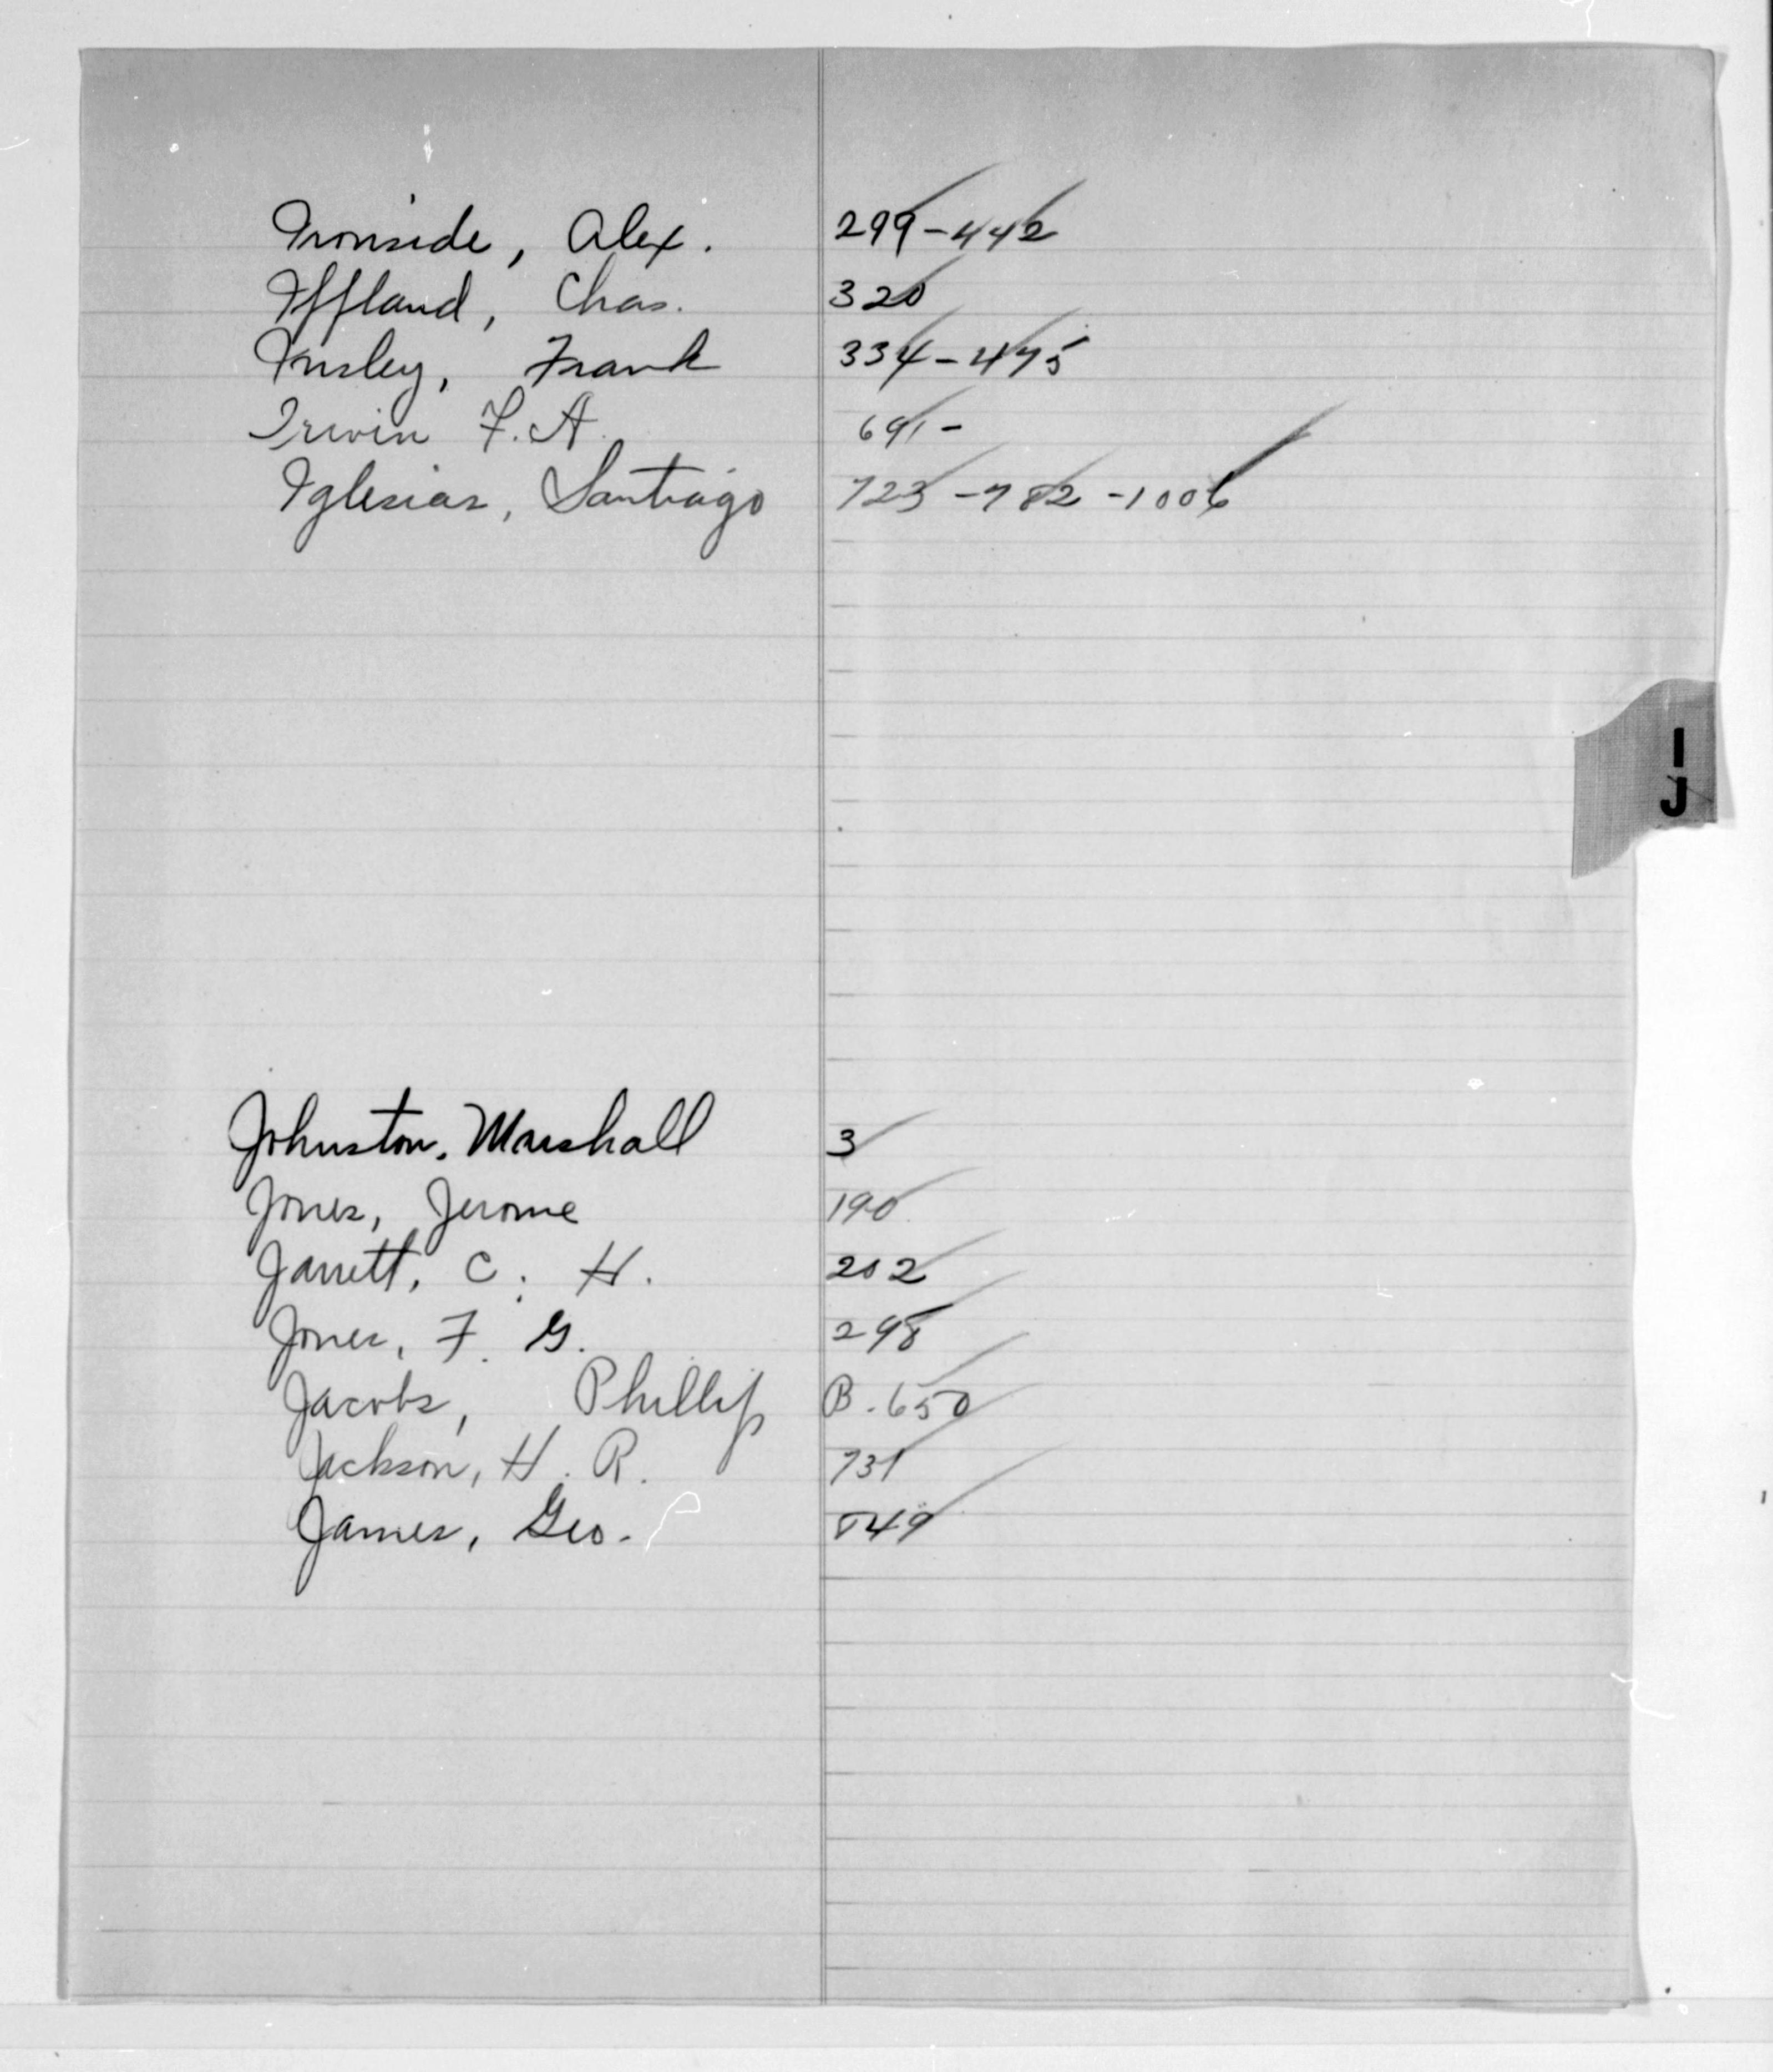 Ironside, Alex. 299-442
Iffland, Chas. 320
Insley, Frank 334-475
Irwin F. A. 691-
Iglesias, Santiago 723-782-1006
I
J
Johnston, Marshall 3
Jones, Jerome 190
Jarrett, C. H. 202
Jones, F. G. 298
Jacobs, Phillip B.650
Jackson, H. R. 731
James, Geo. 849